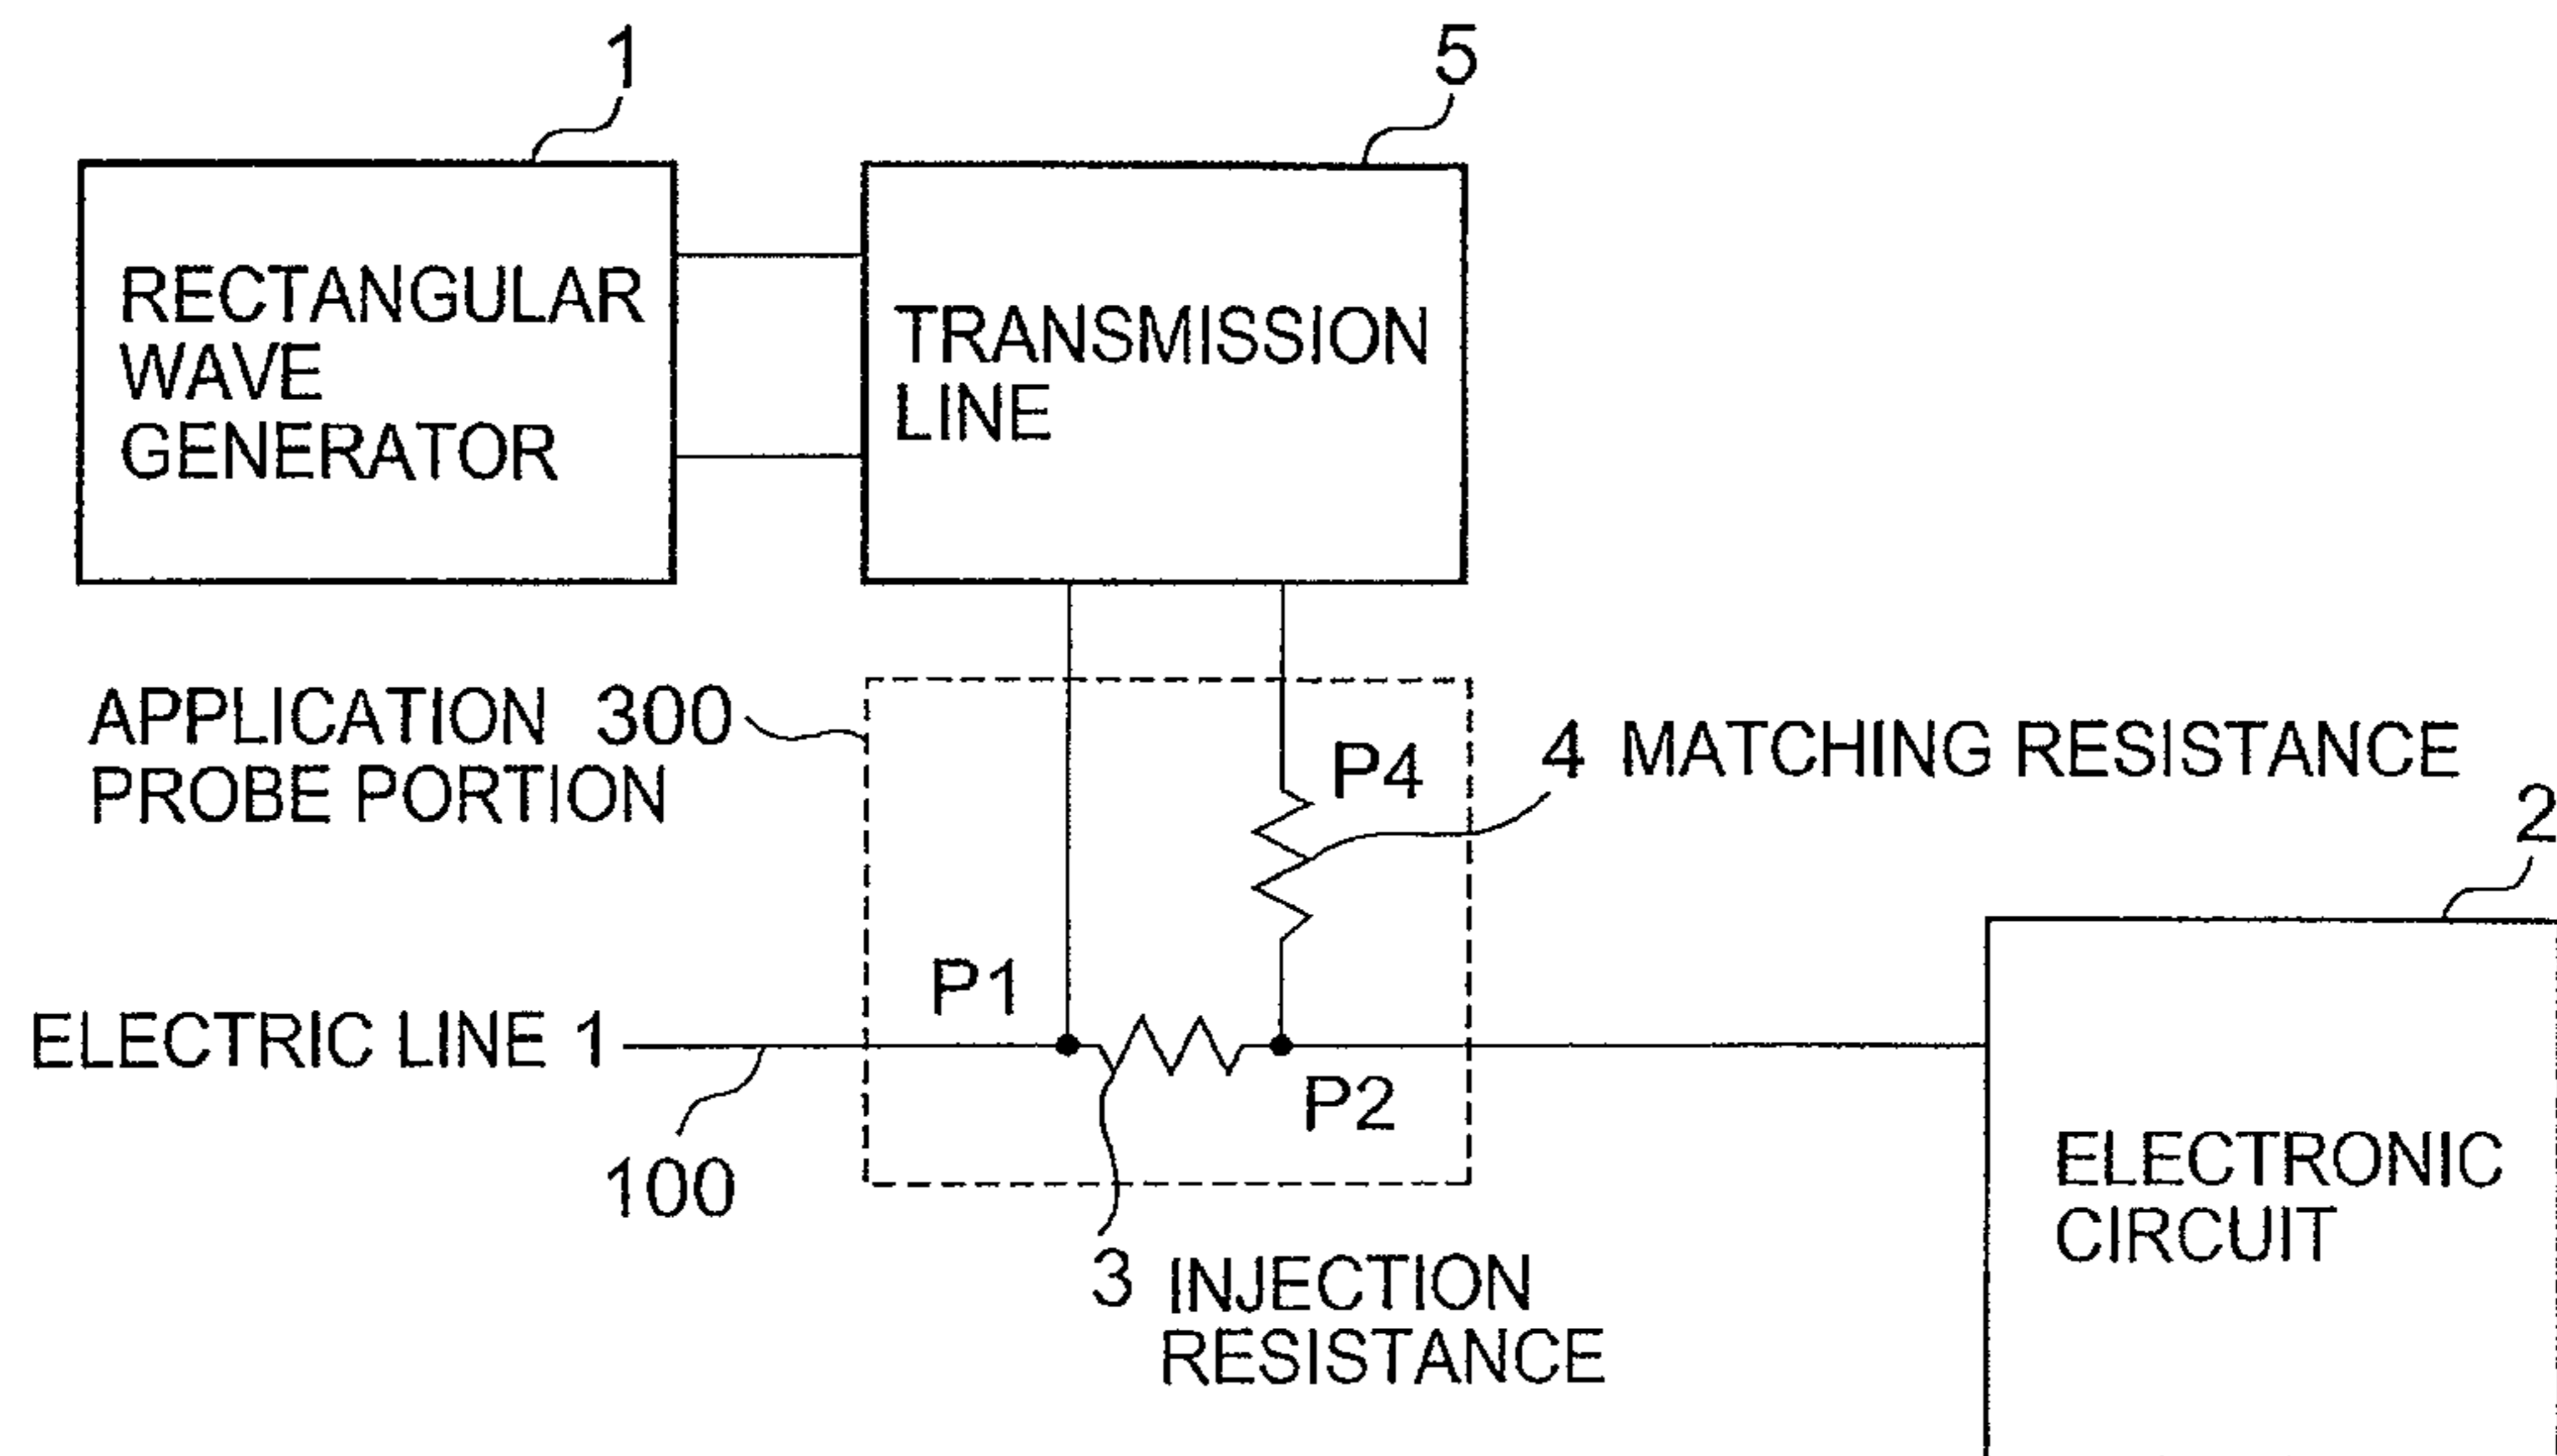 1
5
RECTANGULAR
WAVE
GENERATOR
TRANSMISSION
LINE
APPLICATION 300
PROBE PORTION
P4
4 MATCHING RESISTANCE
2
P1
ELECTRIC LINE 1
P2
100
ELECTRONIC
CIRCUIT
3 INJECTION
RESISTANCE